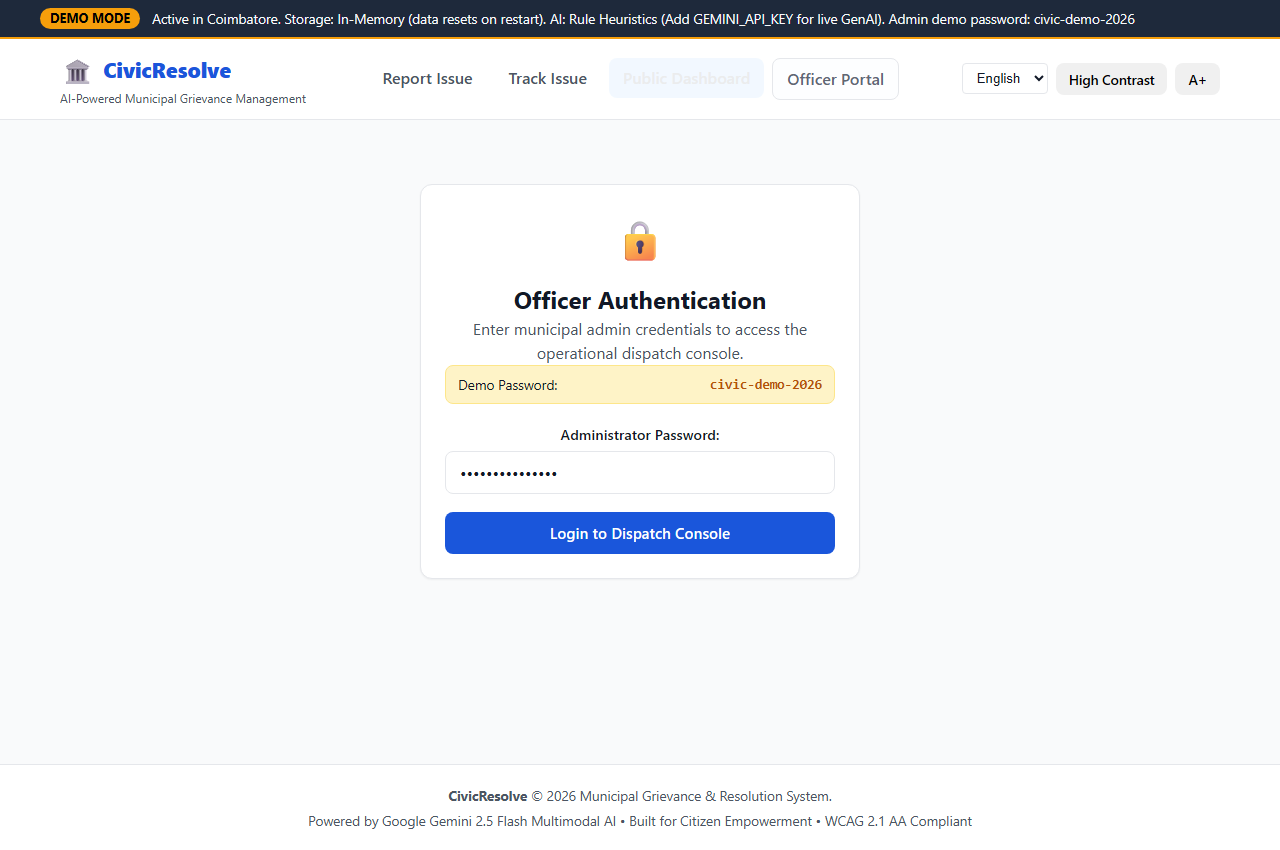 DEMO MODE Active in Coimbatore. Storage: In-Memory (data resets on restart). AI: Rule Heuristics (Add GEMINI_API_KEY for live GenAI). Admin demo password: civic-demo-2026
CivicResolve
AI-Powered Municipal Grievance Management
Report Issue Track Issue Public Dashboard Officer Portal
English High Contrast A+
Officer Authentication
Enter municipal admin credentials to access the
operational dispatch console.
Demo Password: civic-demo-2026
Administrator Password:
•••••••••••••••
Login to Dispatch Console
CivicResolve © 2026 Municipal Grievance & Resolution System.
Powered by Google Gemini 2.5 Flash Multimodal AI • Built for Citizen Empowerment • WCAG 2.1 AA Compliant